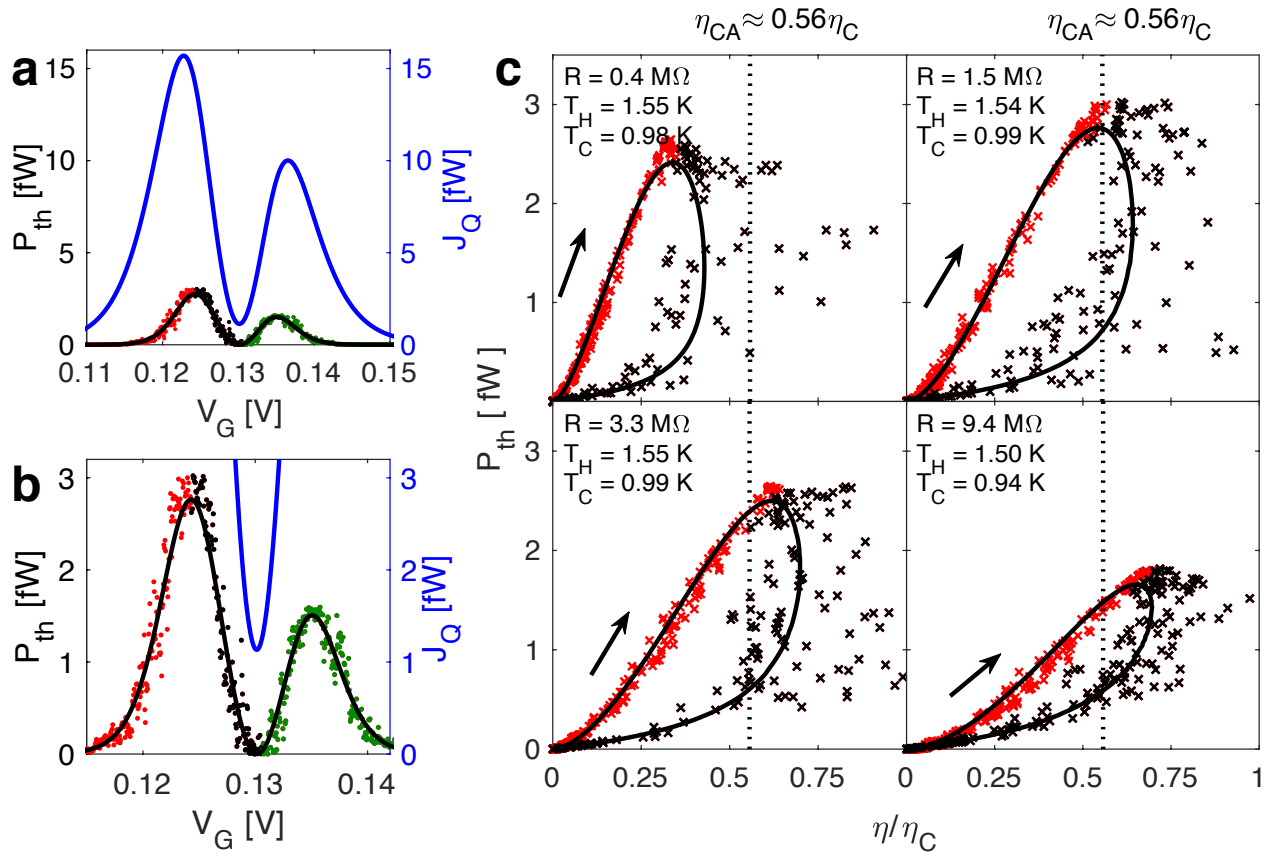 η_CA ≈ 0.56η_C
η_CA ≈ 0.56η_C
a
P_th [fW]
15
10
5
0
15
10
5
0
J_Q [fW]
0.11 0.12 0.13 0.14 0.15
V_G [V]
b
P_th [fW]
3
2
1
0
3
2
1
0
J_Q [fW]
0.12 0.13 0.14
V_G [V]
c
P_th [ fW ]
3
2
1
R = 0.4 MΩ
T_H = 1.55 K
T_C = 0.98 K
R = 1.5 MΩ
T_H = 1.54 K
T_C = 0.99 K
3
2
1
0
R = 3.3 MΩ
T_H = 1.55 K
T_C = 0.99 K
R = 9.4 MΩ
T_H = 1.50 K
T_C = 0.94 K
0 0.25 0.5 0.75 0 0.25 0.5 0.75 1
η/η_C